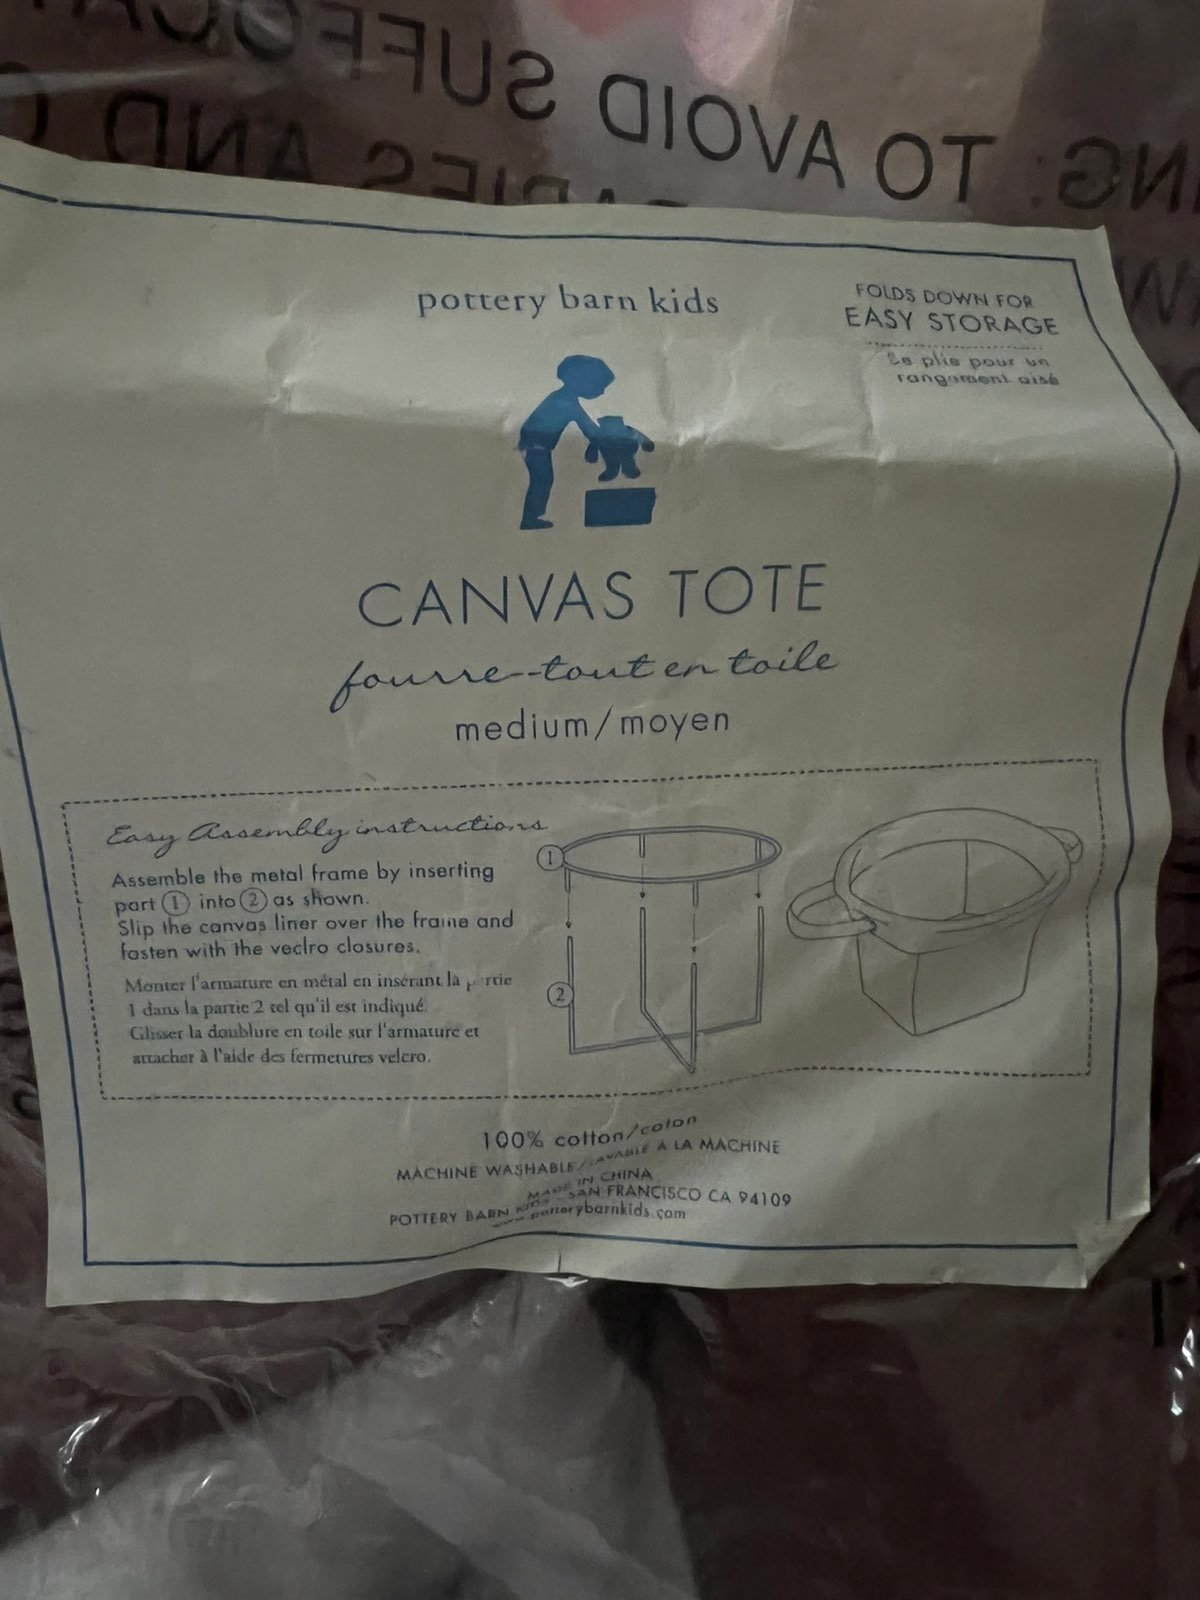 TO AVOID SUFFOCA
BABIES AND
pottery barn kids
FOLDS DOWN FOR
EASY STORAGE
Se plie pour un
rangement aisé
CANVAS TOTE
fourre-tout en toile
medium/moyen
Easy Assembly instructions
Assemble the metal frame by inserting
part 1 into 2 as shown.
Slip the canvas liner over the frame and
fasten with the veclro closures.
Monter l'armature en métal en insérant la partie
1 dans la partie 2 tel qu'il est indiqué.
Glisser la doublure en toile sur l'armature et
attacher à l'aide des fermetures velcro.
1
2
100% cotton/coton
MACHINE WASHABLE/LAVABLE A LA MACHINE
MADE IN CHINA
POTTERY BARN KIDS - SAN FRANCISCO CA 94109
www.potterybarnkids.com